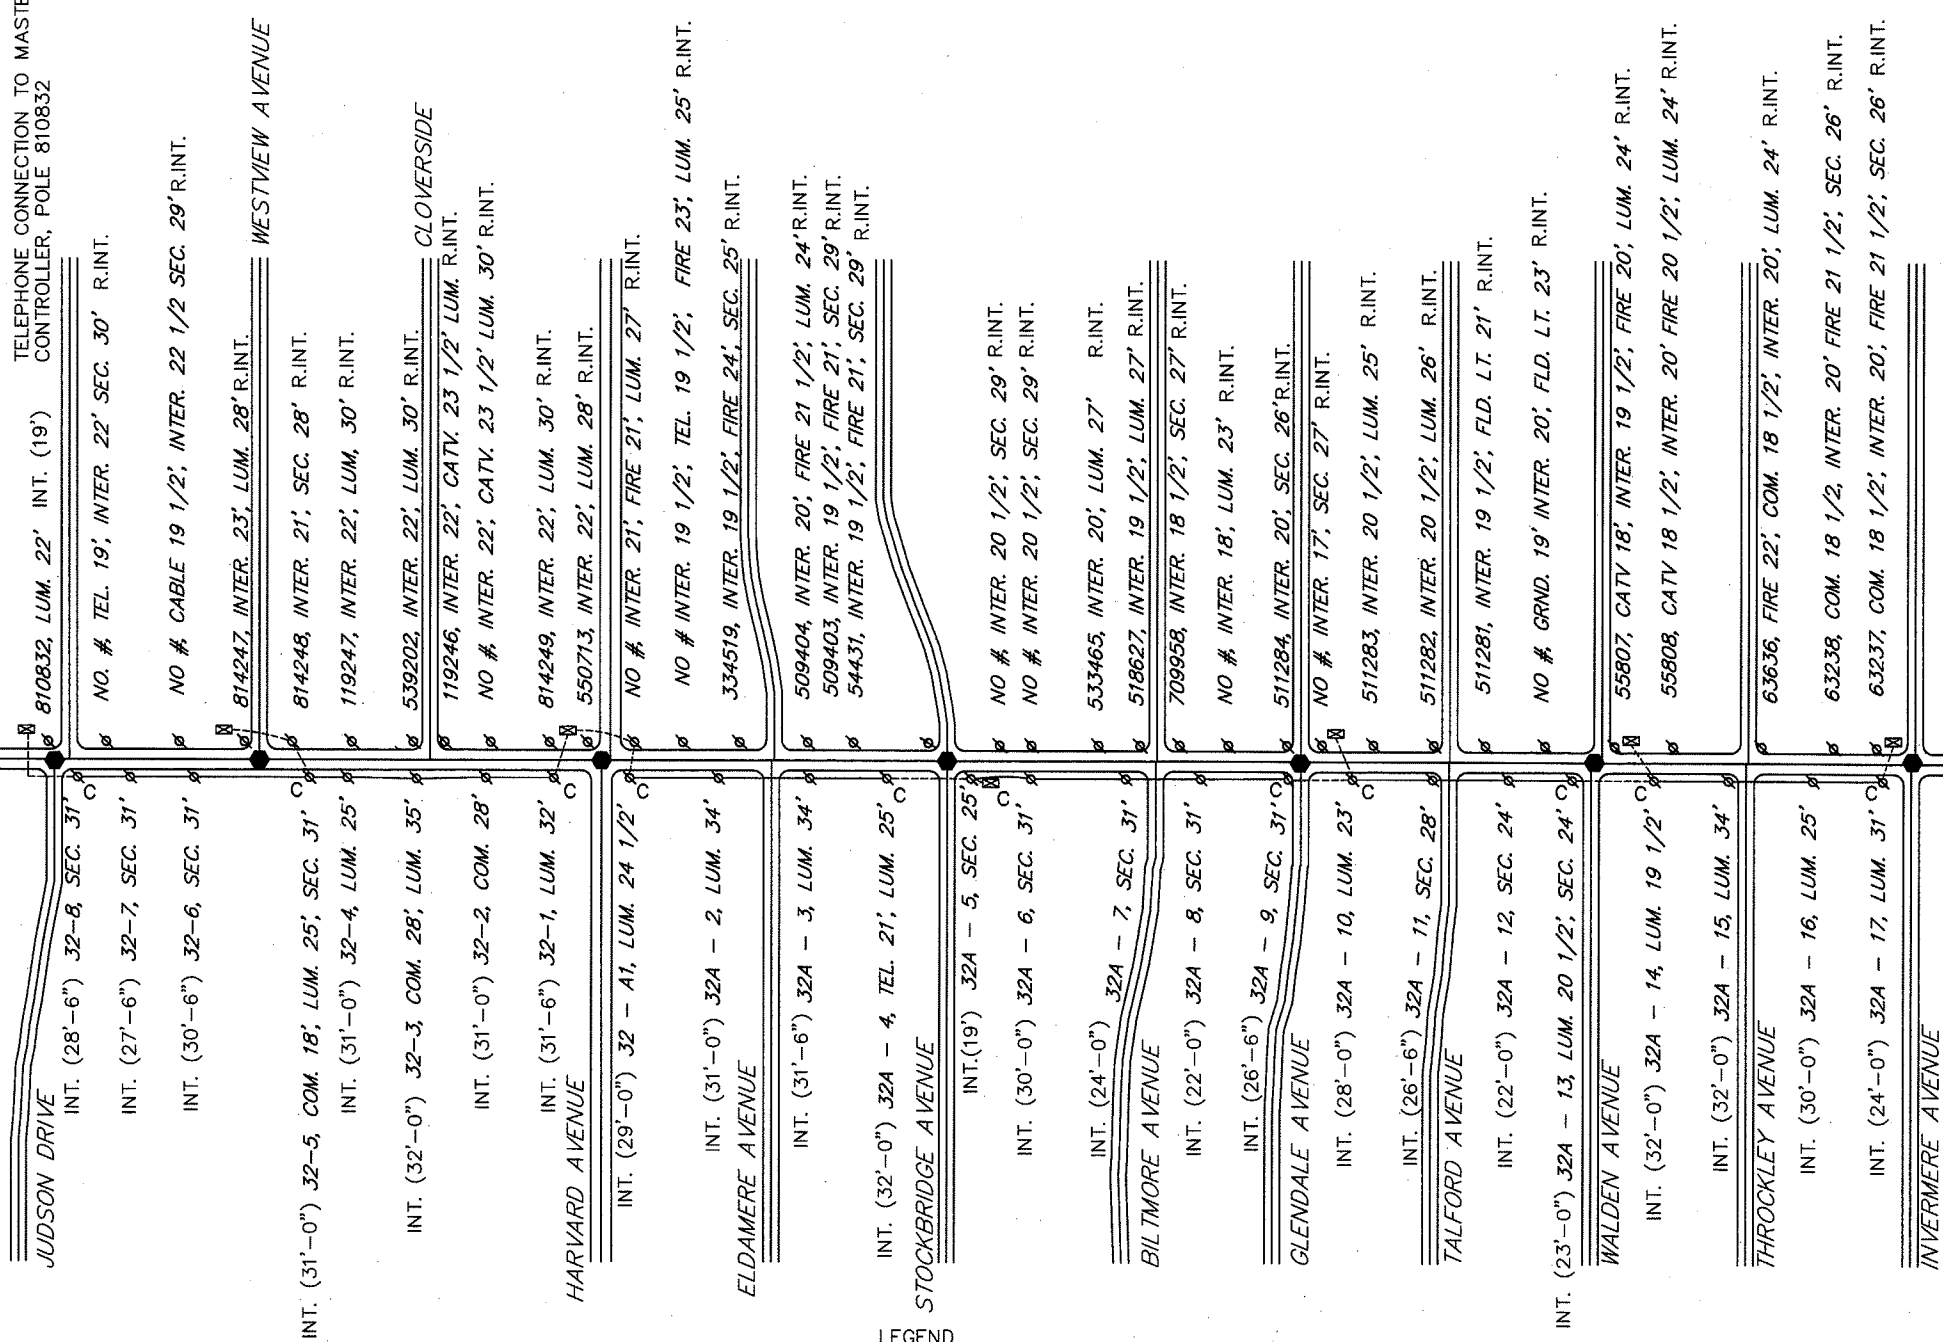 TELEPHONE CONNECTION TO MASTE
CONTROLLER, POLE 810832
810832, LUM. 22' INT. (19')
NO. #, TEL. 19', INTER. 22' SEC. 30' R.INT.
NO #, CABLE 19 1/2', INTER. 22 1/2 SEC. 29' R.INT.
814247, INTER. 23', LUM. 28' R.INT.
WESTVIEW AVENUE
814248, INTER. 21', SEC. 28' R.INT.
119247, INTER. 22', LUM, 30' R.INT.
539202, INTER. 22', LUM. 30' R.INT.
CLOVERSIDE
119246, INTER. 22', CATV. 23 1/2' LUM. R.INT.
NO #, INTER. 22', CATV. 23 1/2' LUM. 30' R.INT.
814249, INTER. 22', LUM. 30' R.INT.
550713, INTER. 22', LUM. 28' R.INT.
NO #, INTER. 21', FIRE 21', LUM. 27' R.INT.
NO # INTER. 19 1/2', TEL. 19 1/2', FIRE 23', LUM. 25' R.INT.
334519, INTER. 19 1/2', FIRE 24', SEC. 25' R.INT.
509404, INTER. 20', FIRE 21 1/2', LUM. 24' R.INT.
509403, INTER. 19 1/2', FIRE 21', SEC. 29' R.INT.
54431, INTER. 19 1/2', FIRE 21', SEC. 29' R.INT.
NO #, INTER. 20 1/2', SEC. 29' R.INT.
NO #, INTER. 20 1/2', SEC. 29' R.INT.
533465, INTER. 20', LUM. 27' R.INT.
518627, INTER. 19 1/2', LUM. 27' R.INT.
709958, INTER. 18 1/2', SEC. 27' R.INT.
NO #, INTER. 18', LUM. 23' R.INT.
511284, INTER. 20', SEC. 26' R.INT.
NO #, INTER. 17', SEC. 27' R.INT.
511283, INTER. 20 1/2', LUM. 25' R.INT.
511282, INTER. 20 1/2', LUM. 26' R.INT.
511281, INTER. 19 1/2', FLD. LT. 21' R.INT.
NO #, GRND. 19' INTER. 20', FLD. LT. 23' R.INT.
55807, CATV 18', INTER. 19 1/2', FIRE 20', LUM. 24' R.INT.
55808, CATV 18 1/2', INTER. 20' FIRE 20 1/2', LUM. 24' R.INT.
63636, FIRE 22', COM. 18 1/2', INTER. 20', LUM. 24' R.INT.
63238, COM. 18 1/2, INTER. 20' FIRE 21 1/2', SEC. 26' R.INT.
63237, COM. 18 1/2', INTER. 20', FIRE 21 1/2', SEC. 26' R.INT.
C
C
C
C
C
C
C
C
C
C
C
JUDSON DRIVE
INT. (28'-6") 32-8, SEC. 31'
INT. (27'-6") 32-7, SEC. 31'
INT. (30'-6") 32-6, SEC. 31'
INT. (31'-0") 32-5, COM. 18', LUM. 25', SEC. 31'
INT. (31'-0") 32-4, LUM. 25'
INT. (32'-0") 32-3, COM. 28', LUM. 35'
INT. (31'-0") 32-2, COM. 28'
INT. (31'-6") 32-1, LUM. 32'
HARVARD AVENUE
INT. (29'-0") 32 - A1, LUM. 24 1/2'
INT. (31'-0") 32A - 2, LUM. 34'
ELDAMERE AVENUE
INT. (31'-6") 32A - 3, LUM. 34'
INT. (32'-0") 32A - 4, TEL. 21', LUM. 25'
STOCKBRIDGE AVENUE
INT.(19') 32A - 5, SEC. 25'
INT. (30'-0") 32A - 6, SEC. 31'
INT. (24'-0") 32A - 7, SEC. 31'
BILTMORE AVENUE
INT. (22'-0") 32A - 8, SEC. 31'
INT. (26'-6") 32A - 9, SEC. 31'
GLENDALE AVENUE
INT. (28'-0") 32A - 10, LUM. 23'
INT. (26'-6") 32A - 11, SEC. 28'
TALFORD AVENUE
INT. (22'-0") 32A - 12, SEC. 24'
INT. (23'-0") 32A - 13, LUM. 20 1/2', SEC. 24'
WALDEN AVENUE
INT. (32'-0") 32A - 14, LUM. 19 1/2'
INT. (32'-0") 32A - 15, LUM. 34'
THROCKLEY AVENUE
INT. (30'-0") 32A - 16, LUM. 25'
INT. (24'-0") 32A - 17, LUM. 31'
INVERMERE AVENUE
LEGEND